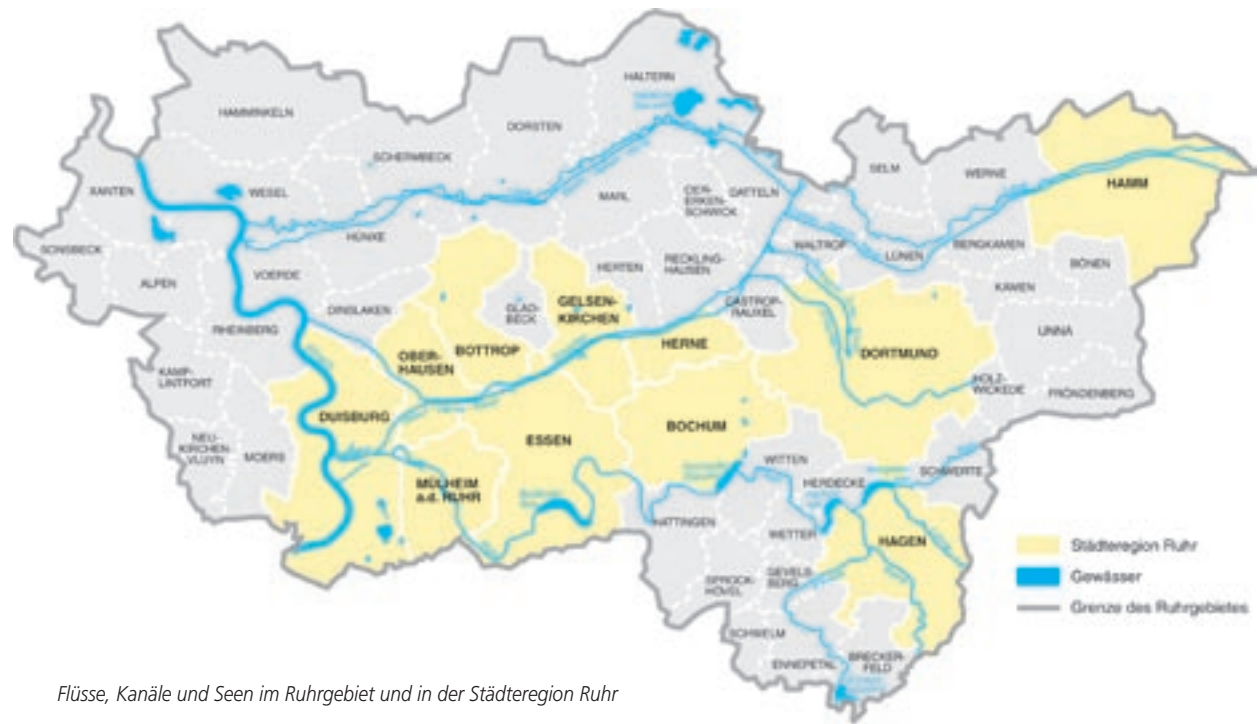 HALTERN
HAMMINKELN
DORSTEN
SCHERMBECK
SELM
WERNE
XANTEN
WESEL
HAMM
MARL
OER-
ERKEN-
SCHWICK
DATTELN
SONSBECK
HÜNXE
WALTROP
LÜNEN
BERGKAMEN
BÖNEN
ALPEN
VOERDE
HERTEN
RECKLING-
HAUSEN
KAMEN
DINSLAKEN
GLAD-
BECK
GELSEN-
KIRCHEN
CASTROP-
RAUXEL
UNNA
RHEINBERG
OBER-
HAUSEN
BOTTROP
HERNE
DORTMUND
KAMP-
LINTFORT
HOLZ-
WICKEDE
FRÖNDENBERG
DUISBURG
ESSEN
BOCHUM
NEU-
KIRCHEN-
VLUYN
MOERS
WITTEN
SCHWERTE
MÜLHEIM
a.d. RUHR
HERDECKE
HATTINGEN
WETTER
HAGEN
Städteregion Ruhr
GEVELS-
BERG
SPROCK-
HÖVEL
Gewässer
Grenze des Ruhrgebietes
SCHWELM
ENNEPETAL
BRECKER-
FELD
Flüsse, Kanäle und Seen im Ruhrgebiet und in der Städteregion Ruhr